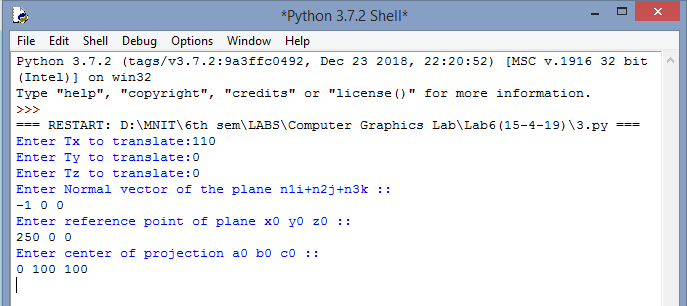 *Python 3.7.2 Shell*
File Edit Shell Debug Options Window Help
Python 3.7.2 (tags/v3.7.2:9a3ffc0492, Dec 23 2018, 22:20:52) [MSC v.1916 32 bit
(Intel)] on win32
Type "help", "copyright", "credits" or "license()" for more information.
>>>
=== RESTART: D:\MNIT\6th sem\LABS\Computer Graphics Lab\Lab6(15-4-19)\3.py ===
Enter Tx to translate:110
Enter Ty to translate:0
Enter Tz to translate:0
Enter Normal vector of the plane n1i+n2j+n3k ::
-1 0 0
Enter reference point of plane x0 y0 z0 ::
250 0 0
Enter center of projection a0 b0 c0 ::
0 100 100